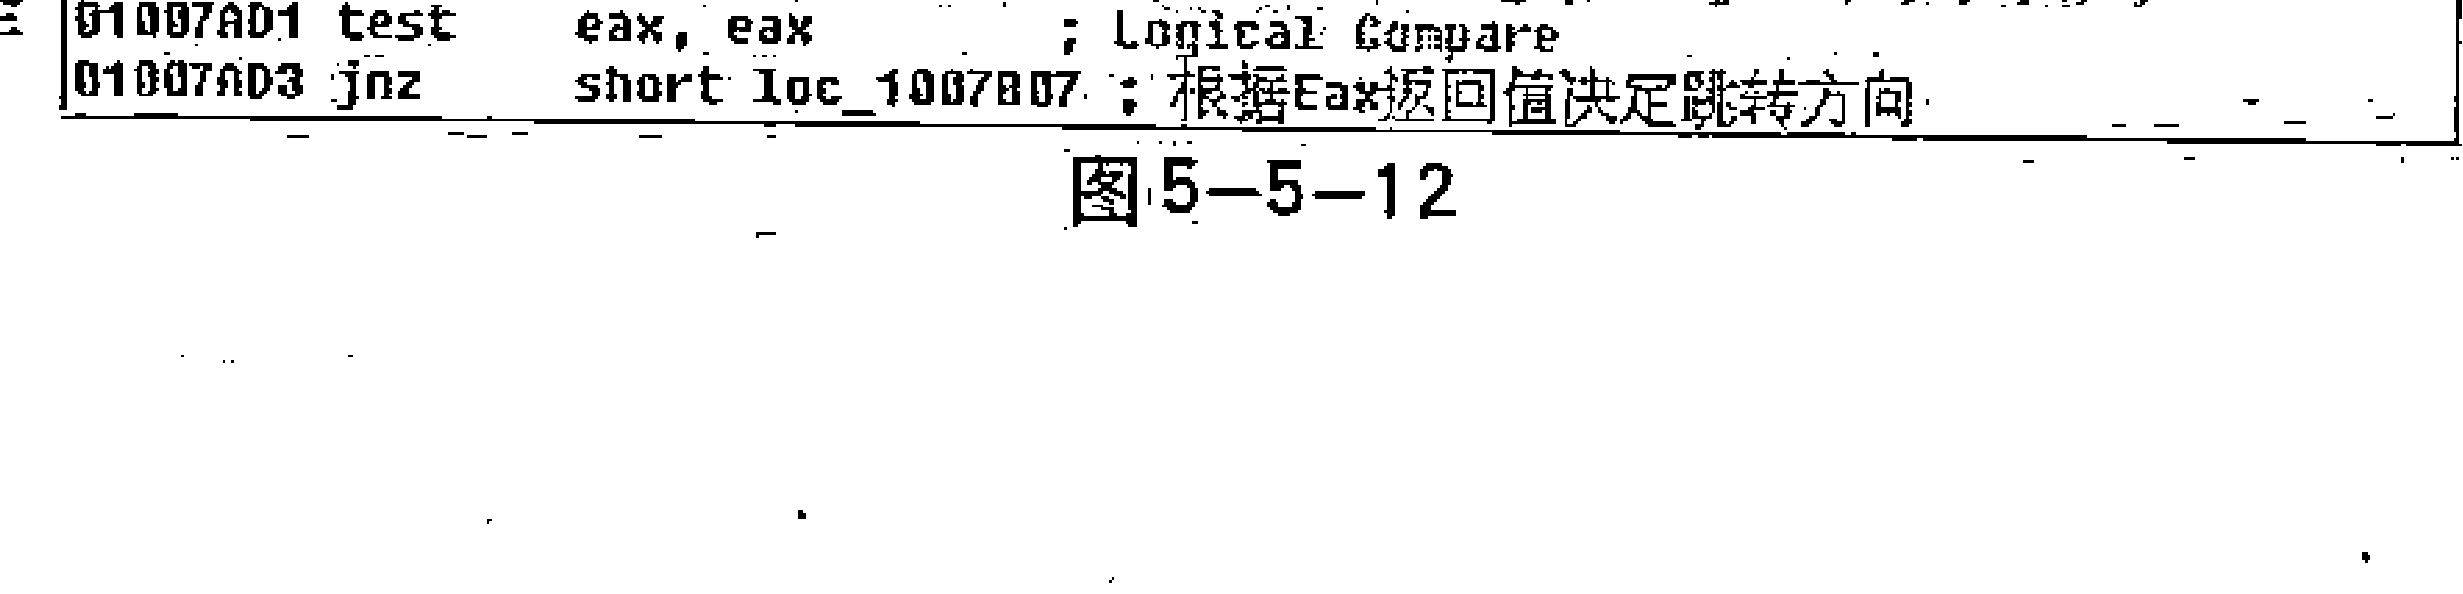 01007AD1 test eax, eax ; Logical Compare
01007AD3 jnz short loc_1007B07 ; 根据Eax返回值决定跳转方向
图5-5-12